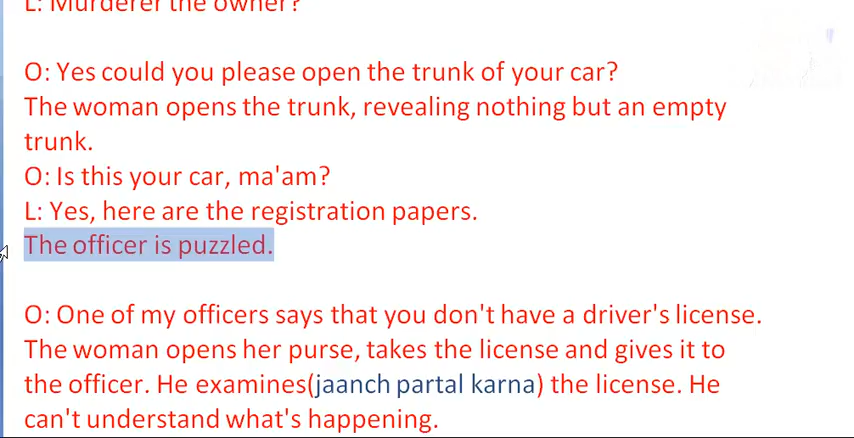 L: Murderer the owner?
O: Yes could you please open the trunk of your car?
The woman opens the trunk, revealing nothing but an empty
trunk.
O: Is this your car, ma'am?
L: Yes, here are the registration papers.
The officer is puzzled.
O: One of my officers says that you don't have a driver's license.
The woman opens her purse, takes the license and gives it to
the officer. He examines(jaanch partal karna) the license. He
can't understand what's happening.